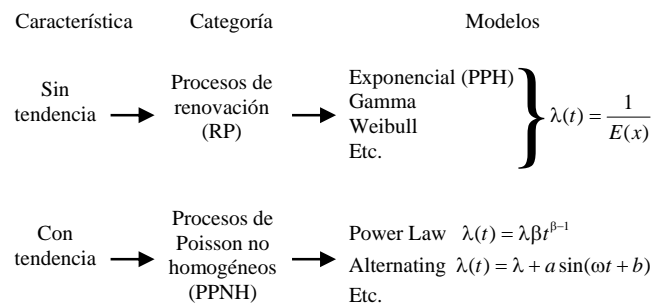 Característica Categoría Modelos
Sin tendencia
Procesos de renovación (RP)
Exponencial (PPH)
Gamma
Weibull
Etc.
λ(t) = 1 / E(x)
Con tendencia
Procesos de Poisson no homogéneos (PPNH)
Power Law λ(t) = λβt^{β−1}
Alternating λ(t) = λ + a sin(ωt + b)
Etc.